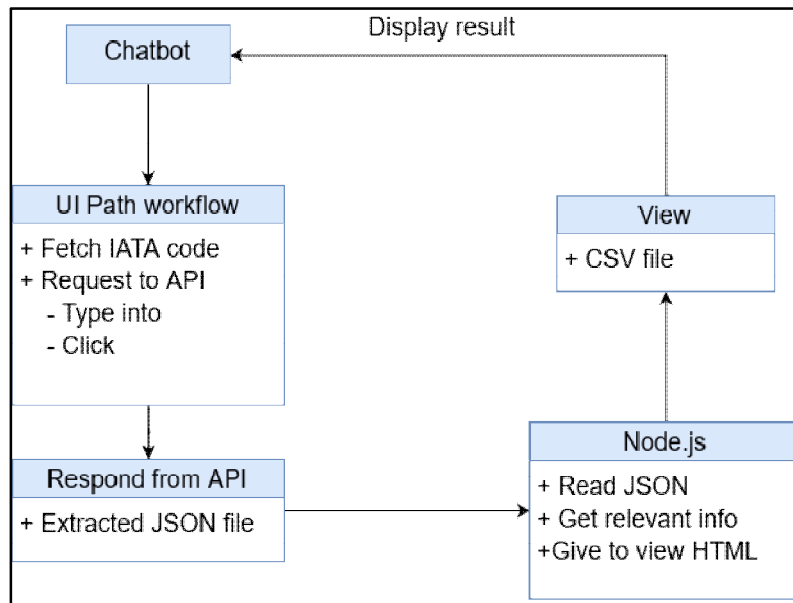 Display result
Chatbot
UI Path workflow
+ Fetch IATA code
+ Request to API
- Type into
- Click
View
+ CSV file
Respond from API
+ Extracted JSON file
Node.js
+ Read JSON
+ Get relevant info
+Give to view HTML